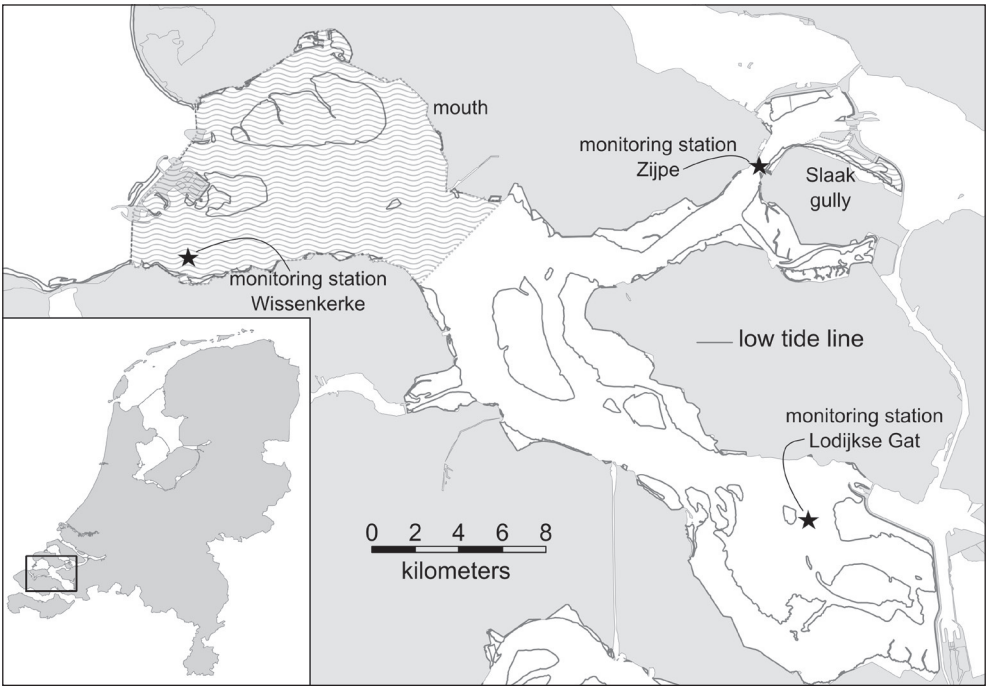 mouth
monitoring station
Zijpe
Slaak
gully
monitoring station
Wissenkerke
low tide line
monitoring station
Lodijkse Gat
0 2 4 6 8
kilometers